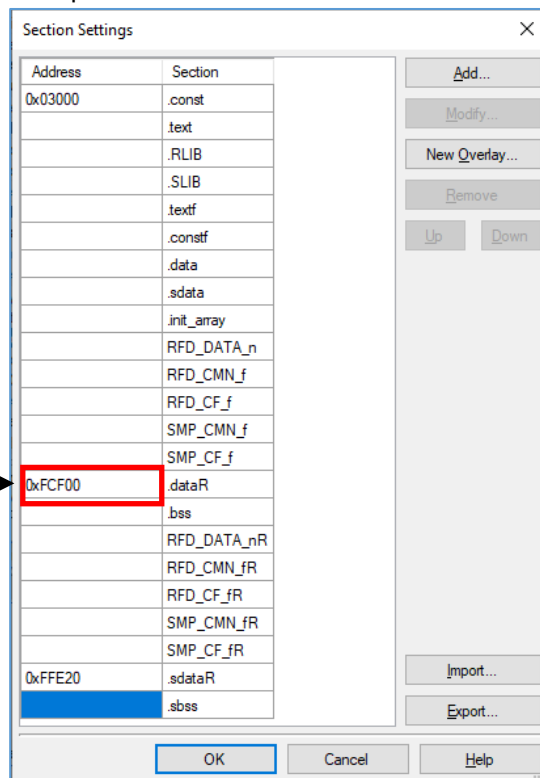 Section Settings
Address Section
0x03000 .const
.text
.RLIB
.SLIB
.textf
.constf
.data
.sdata
.init_array
RFD_DATA_n
RFD_CMN_f
RFD_CF_f
SMP_CMN_f
SMP_CF_f
0xFCF00 .dataR
.bss
RFD_DATA_nR
RFD_CMN_fR
RFD_CF_fR
SMP_CMN_fR
SMP_CF_fR
0xFFE20 .sdataR
.sbss
Add...
Modify...
New Overlay...
Remove
Up Down
Import...
Export...
OK Cancel Help